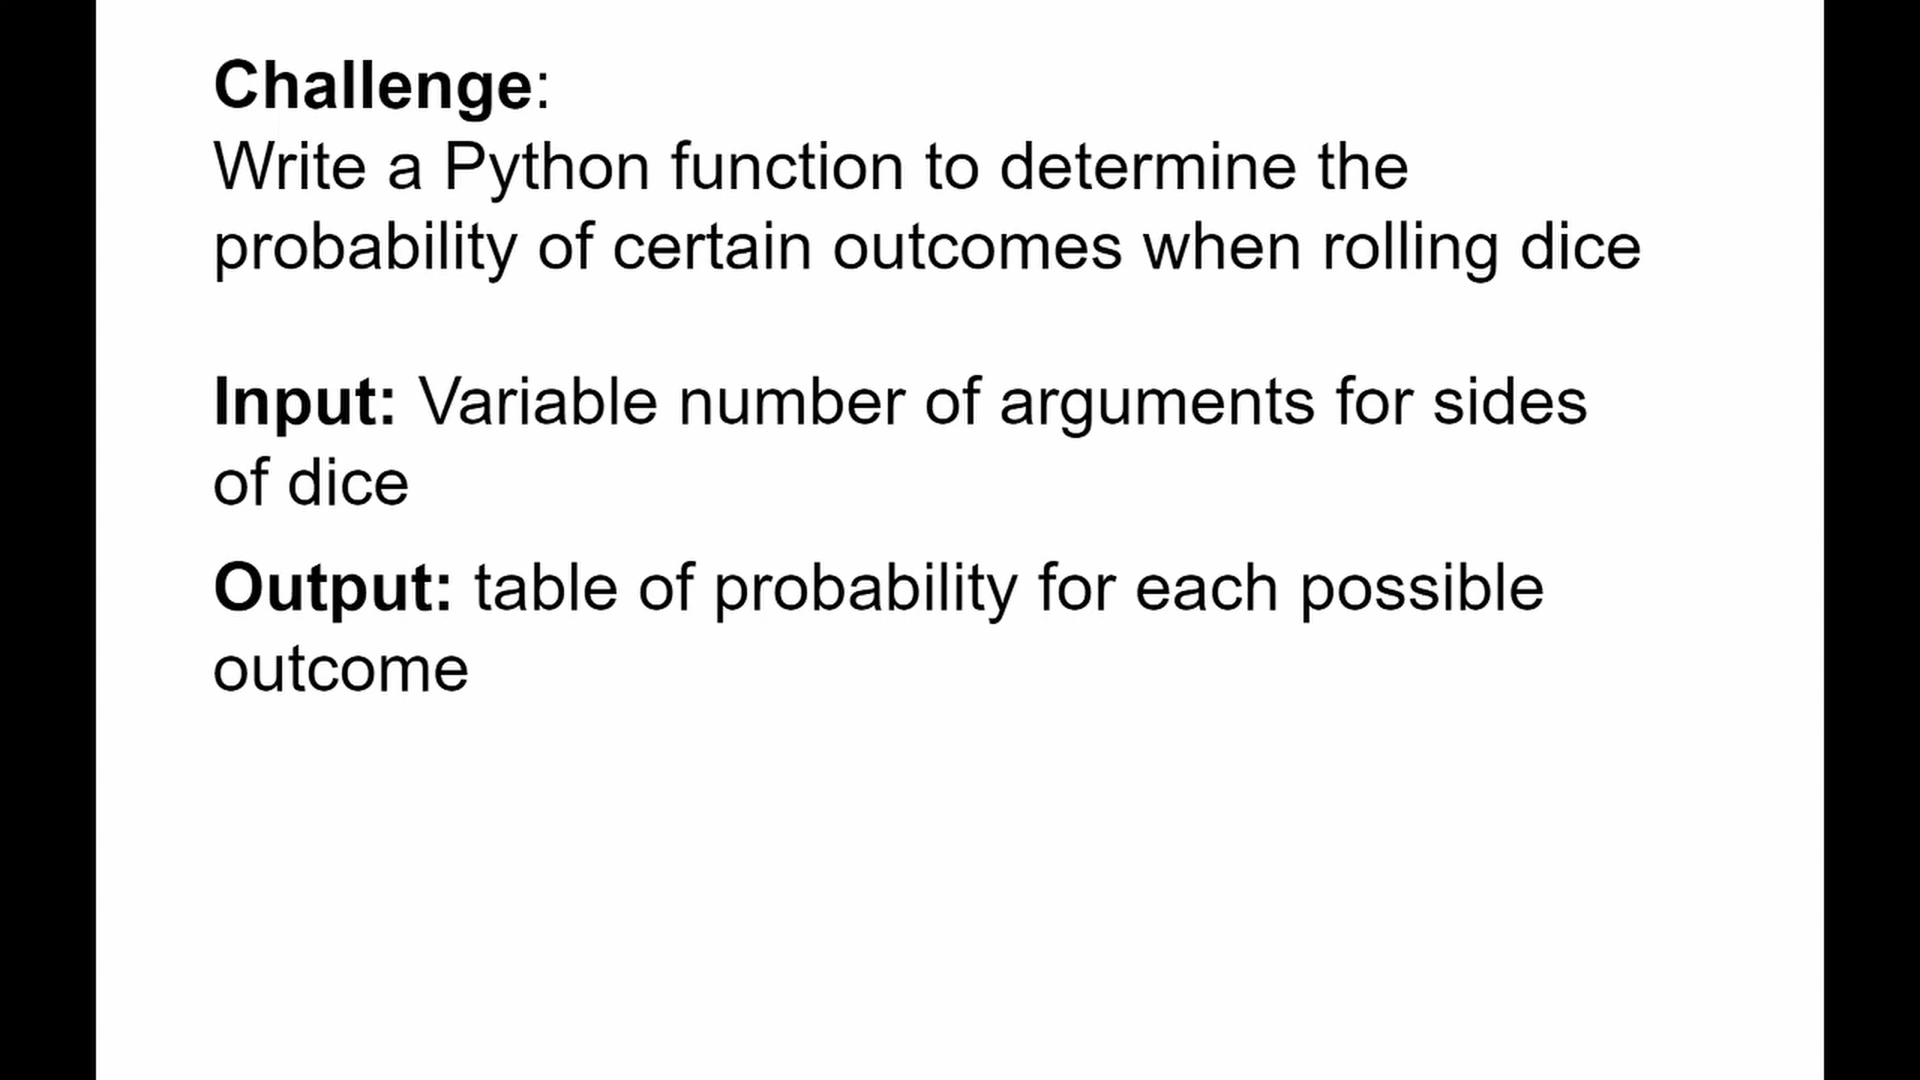 Challenge:
Write a Python function to determine the
probability of certain outcomes when rolling dice
Input: Variable number of arguments for sides
of dice
Output: table of probability for each possible
outcome